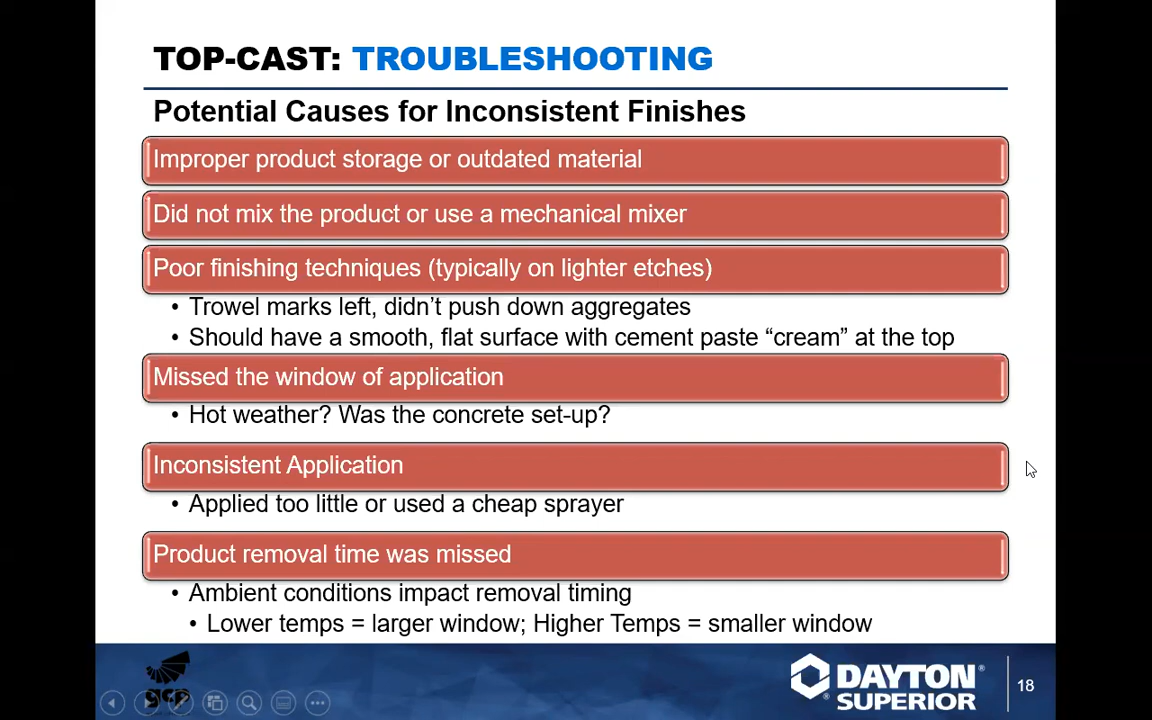 TOP-CAST: TROUBLESHOOTING
Potential Causes for Inconsistent Finishes
Improper product storage or outdated material
Did not mix the product or use a mechanical mixer
Poor finishing techniques (typically on lighter etches)
• Trowel marks left, didn’t push down aggregates
• Should have a smooth, flat surface with cement paste “cream” at the top
Missed the window of application
• Hot weather? Was the concrete set-up?
Inconsistent Application
• Applied too little or used a cheap sprayer
Product removal time was missed
• Ambient conditions impact removal timing
• Lower temps = larger window; Higher Temps = smaller window
gcp
DAYTON®
SUPERIOR®
18